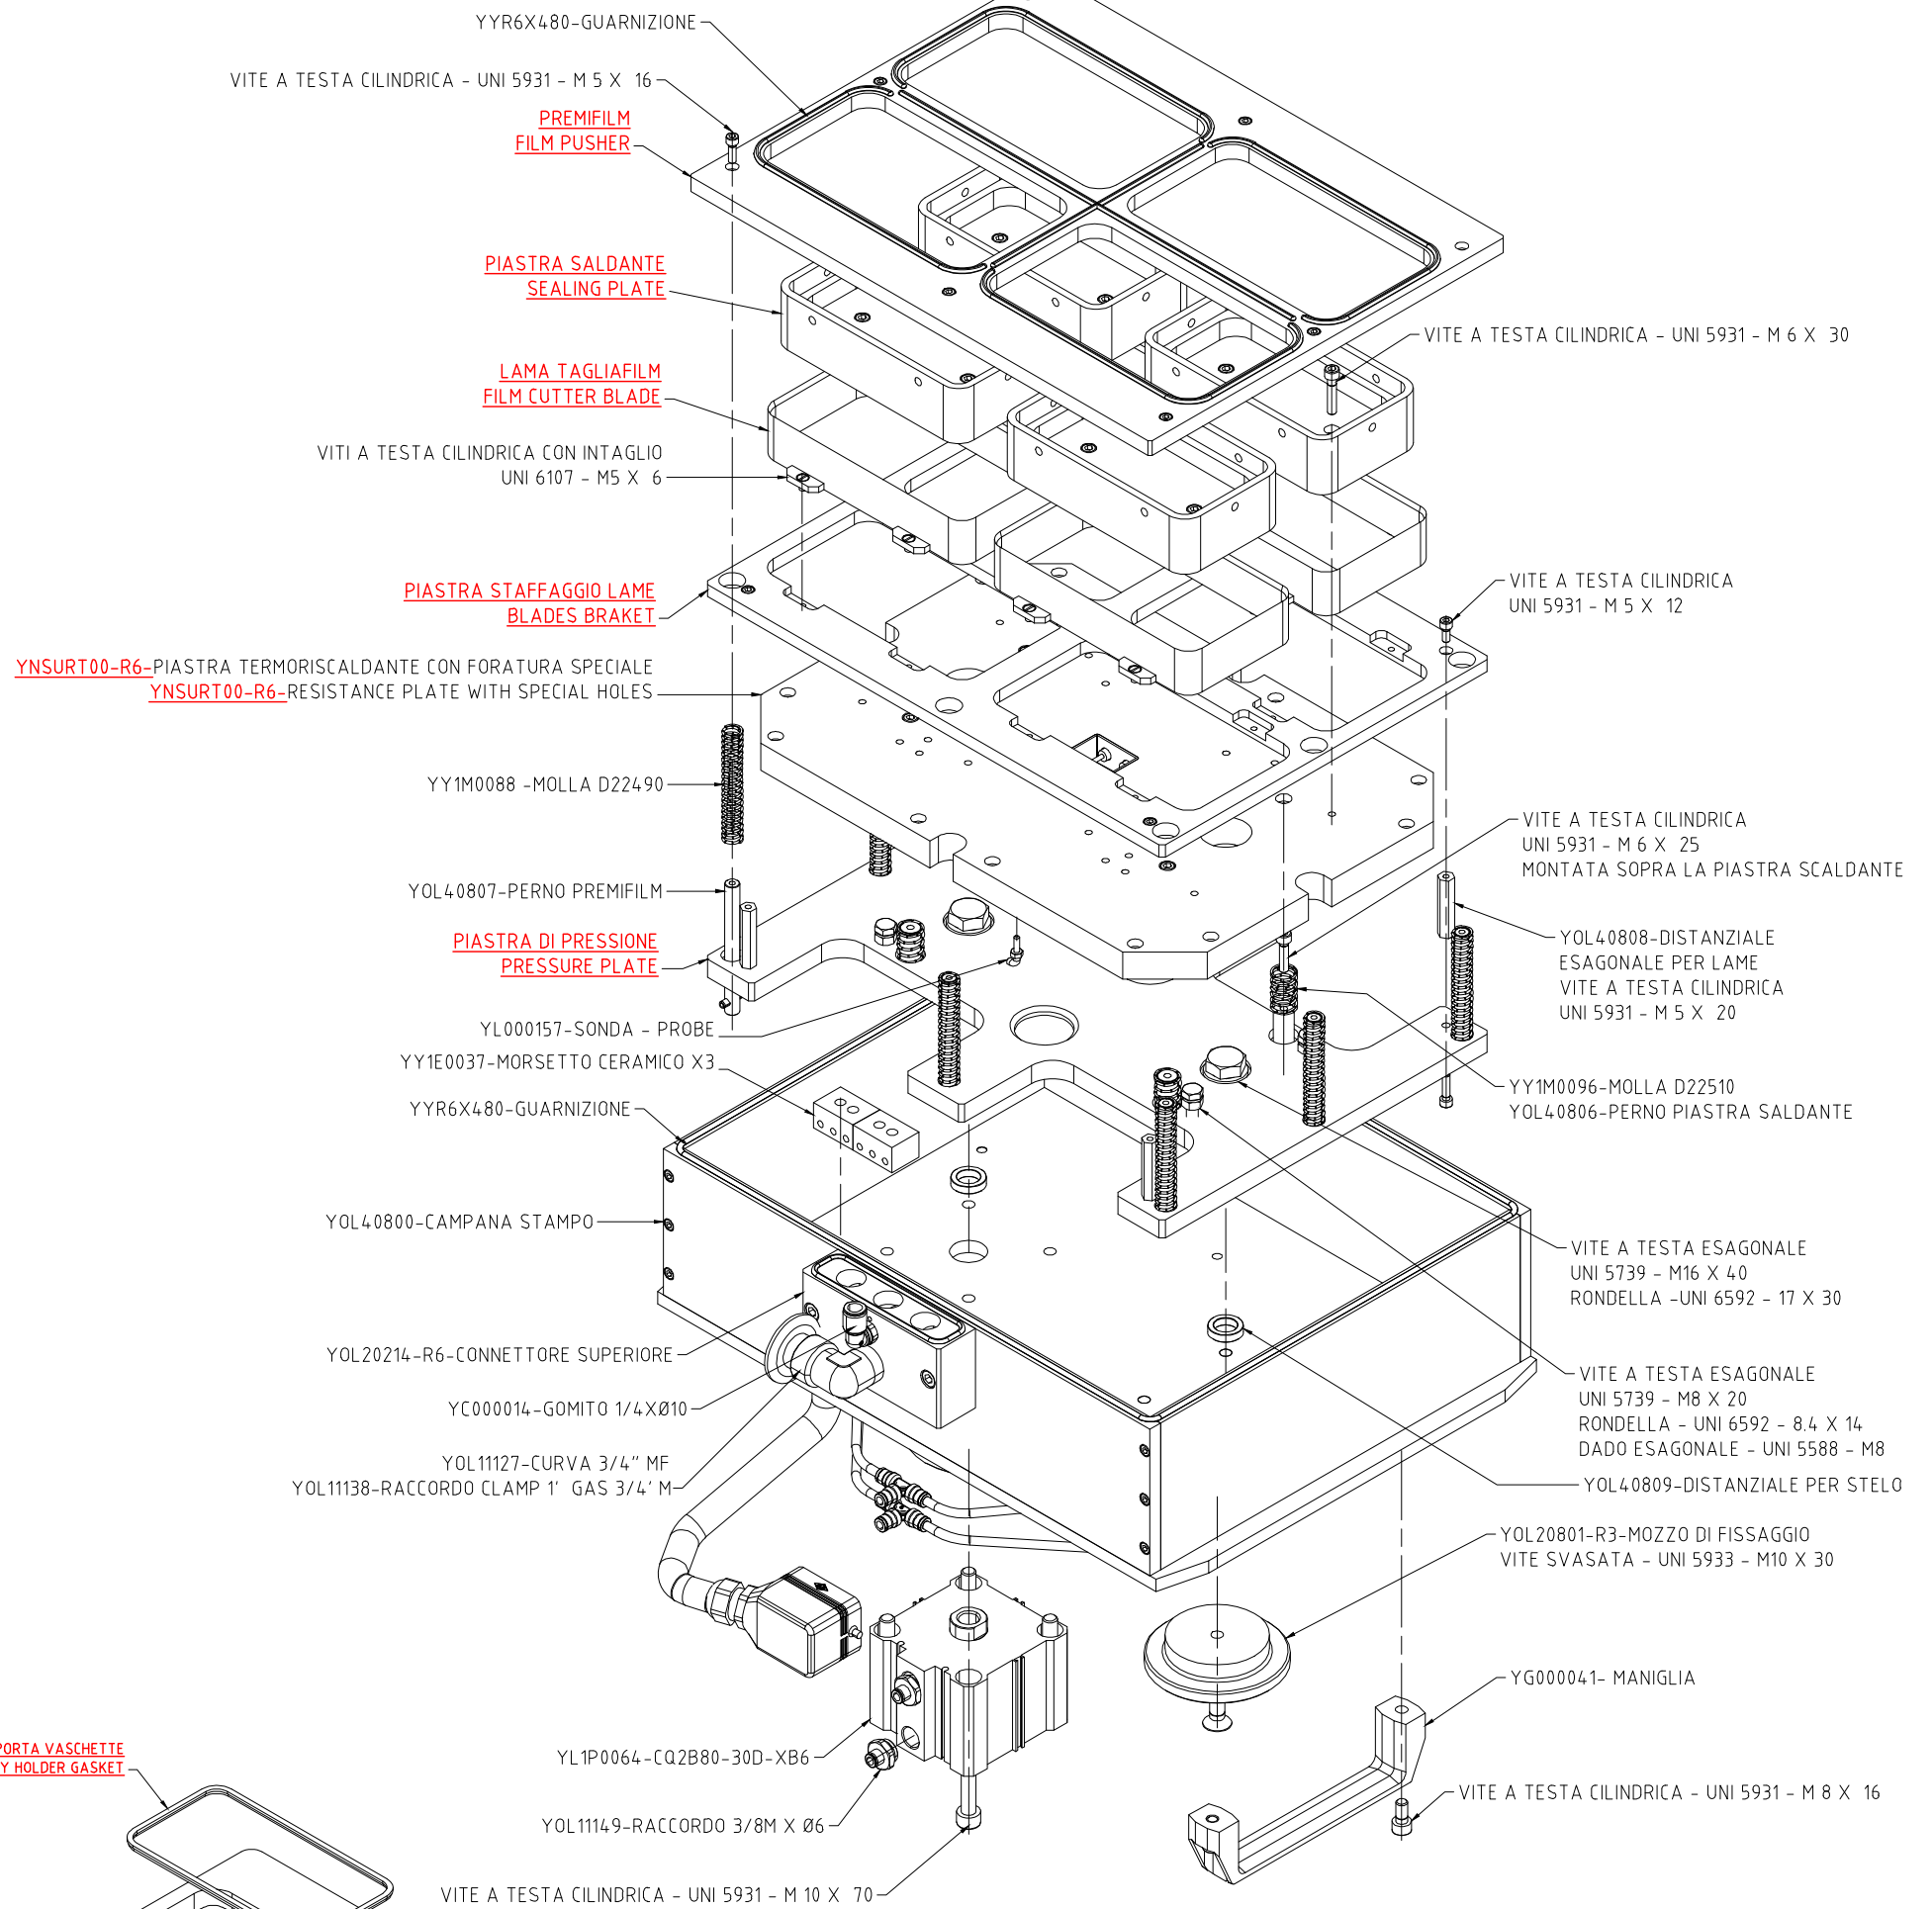 YYR6X480-GUARNIZIONE
VITE A TESTA CILINDRICA - UNI 5931 - M 5 X 16
PREMIFILM
FILM PUSHER
PIASTRA SALDANTE
SEALING PLATE
VITE A TESTA CILINDRICA - UNI 5931 - M 6 X 30
LAMA TAGLIAFILM
FILM CUTTER BLADE
VITI A TESTA CILINDRICA CON INTAGLIO
UNI 6107 - M5 X 6
PIASTRA STAFFAGGIO LAME
BLADES BRAKET
VITE A TESTA CILINDRICA
UNI 5931 - M 5 X 12
YNSURT00-R6-PIASTRA TERMORISCALDANTE CON FORATURA SPECIALE
YNSURT00-R6-RESISTANCE PLATE WITH SPECIAL HOLES
YY1M0088 -MOLLA D22490
VITE A TESTA CILINDRICA
UNI 5931 - M 6 X 25
MONTATA SOPRA LA PIASTRA SCALDANTE
YOL40807-PERNO PREMIFILM
PIASTRA DI PRESSIONE
PRESSURE PLATE
YOL40808-DISTANZIALE
ESAGONALE PER LAME
VITE A TESTA CILINDRICA
UNI 5931 - M 5 X 20
YL000157-SONDA - PROBE
YY1E0037-MORSETTO CERAMICO X3
YYR6X480-GUARNIZIONE
YY1M0096-MOLLA D22510
YOL40806-PERNO PIASTRA SALDANTE
YOL40800-CAMPANA STAMPO
VITE A TESTA ESAGONALE
UNI 5739 - M16 X 40
RONDELLA -UNI 6592 - 17 X 30
YOL20214-R6-CONNETTORE SUPERIORE
YC000014-GOMITO 1/4XØ10
VITE A TESTA ESAGONALE
UNI 5739 - M8 X 20
RONDELLA - UNI 6592 - 8.4 X 14
DADO ESAGONALE - UNI 5588 - M8
YOL11127-CURVA 3/4" MF
YOL11138-RACCORDO CLAMP 1' GAS 3/4' M
YOL40809-DISTANZIALE PER STELO
YOL20801-R3-MOZZO DI FISSAGGIO
VITE SVASATA - UNI 5933 - M10 X 30
YG000041- MANIGLIA
YL1P0064-CQ2B80-30D-XB6
PORTA VASCHETTE
Y HOLDER GASKET
VITE A TESTA CILINDRICA - UNI 5931 - M 8 X 16
YOL11149-RACCORDO 3/8M X Ø6
VITE A TESTA CILINDRICA - UNI 5931 - M 10 X 70